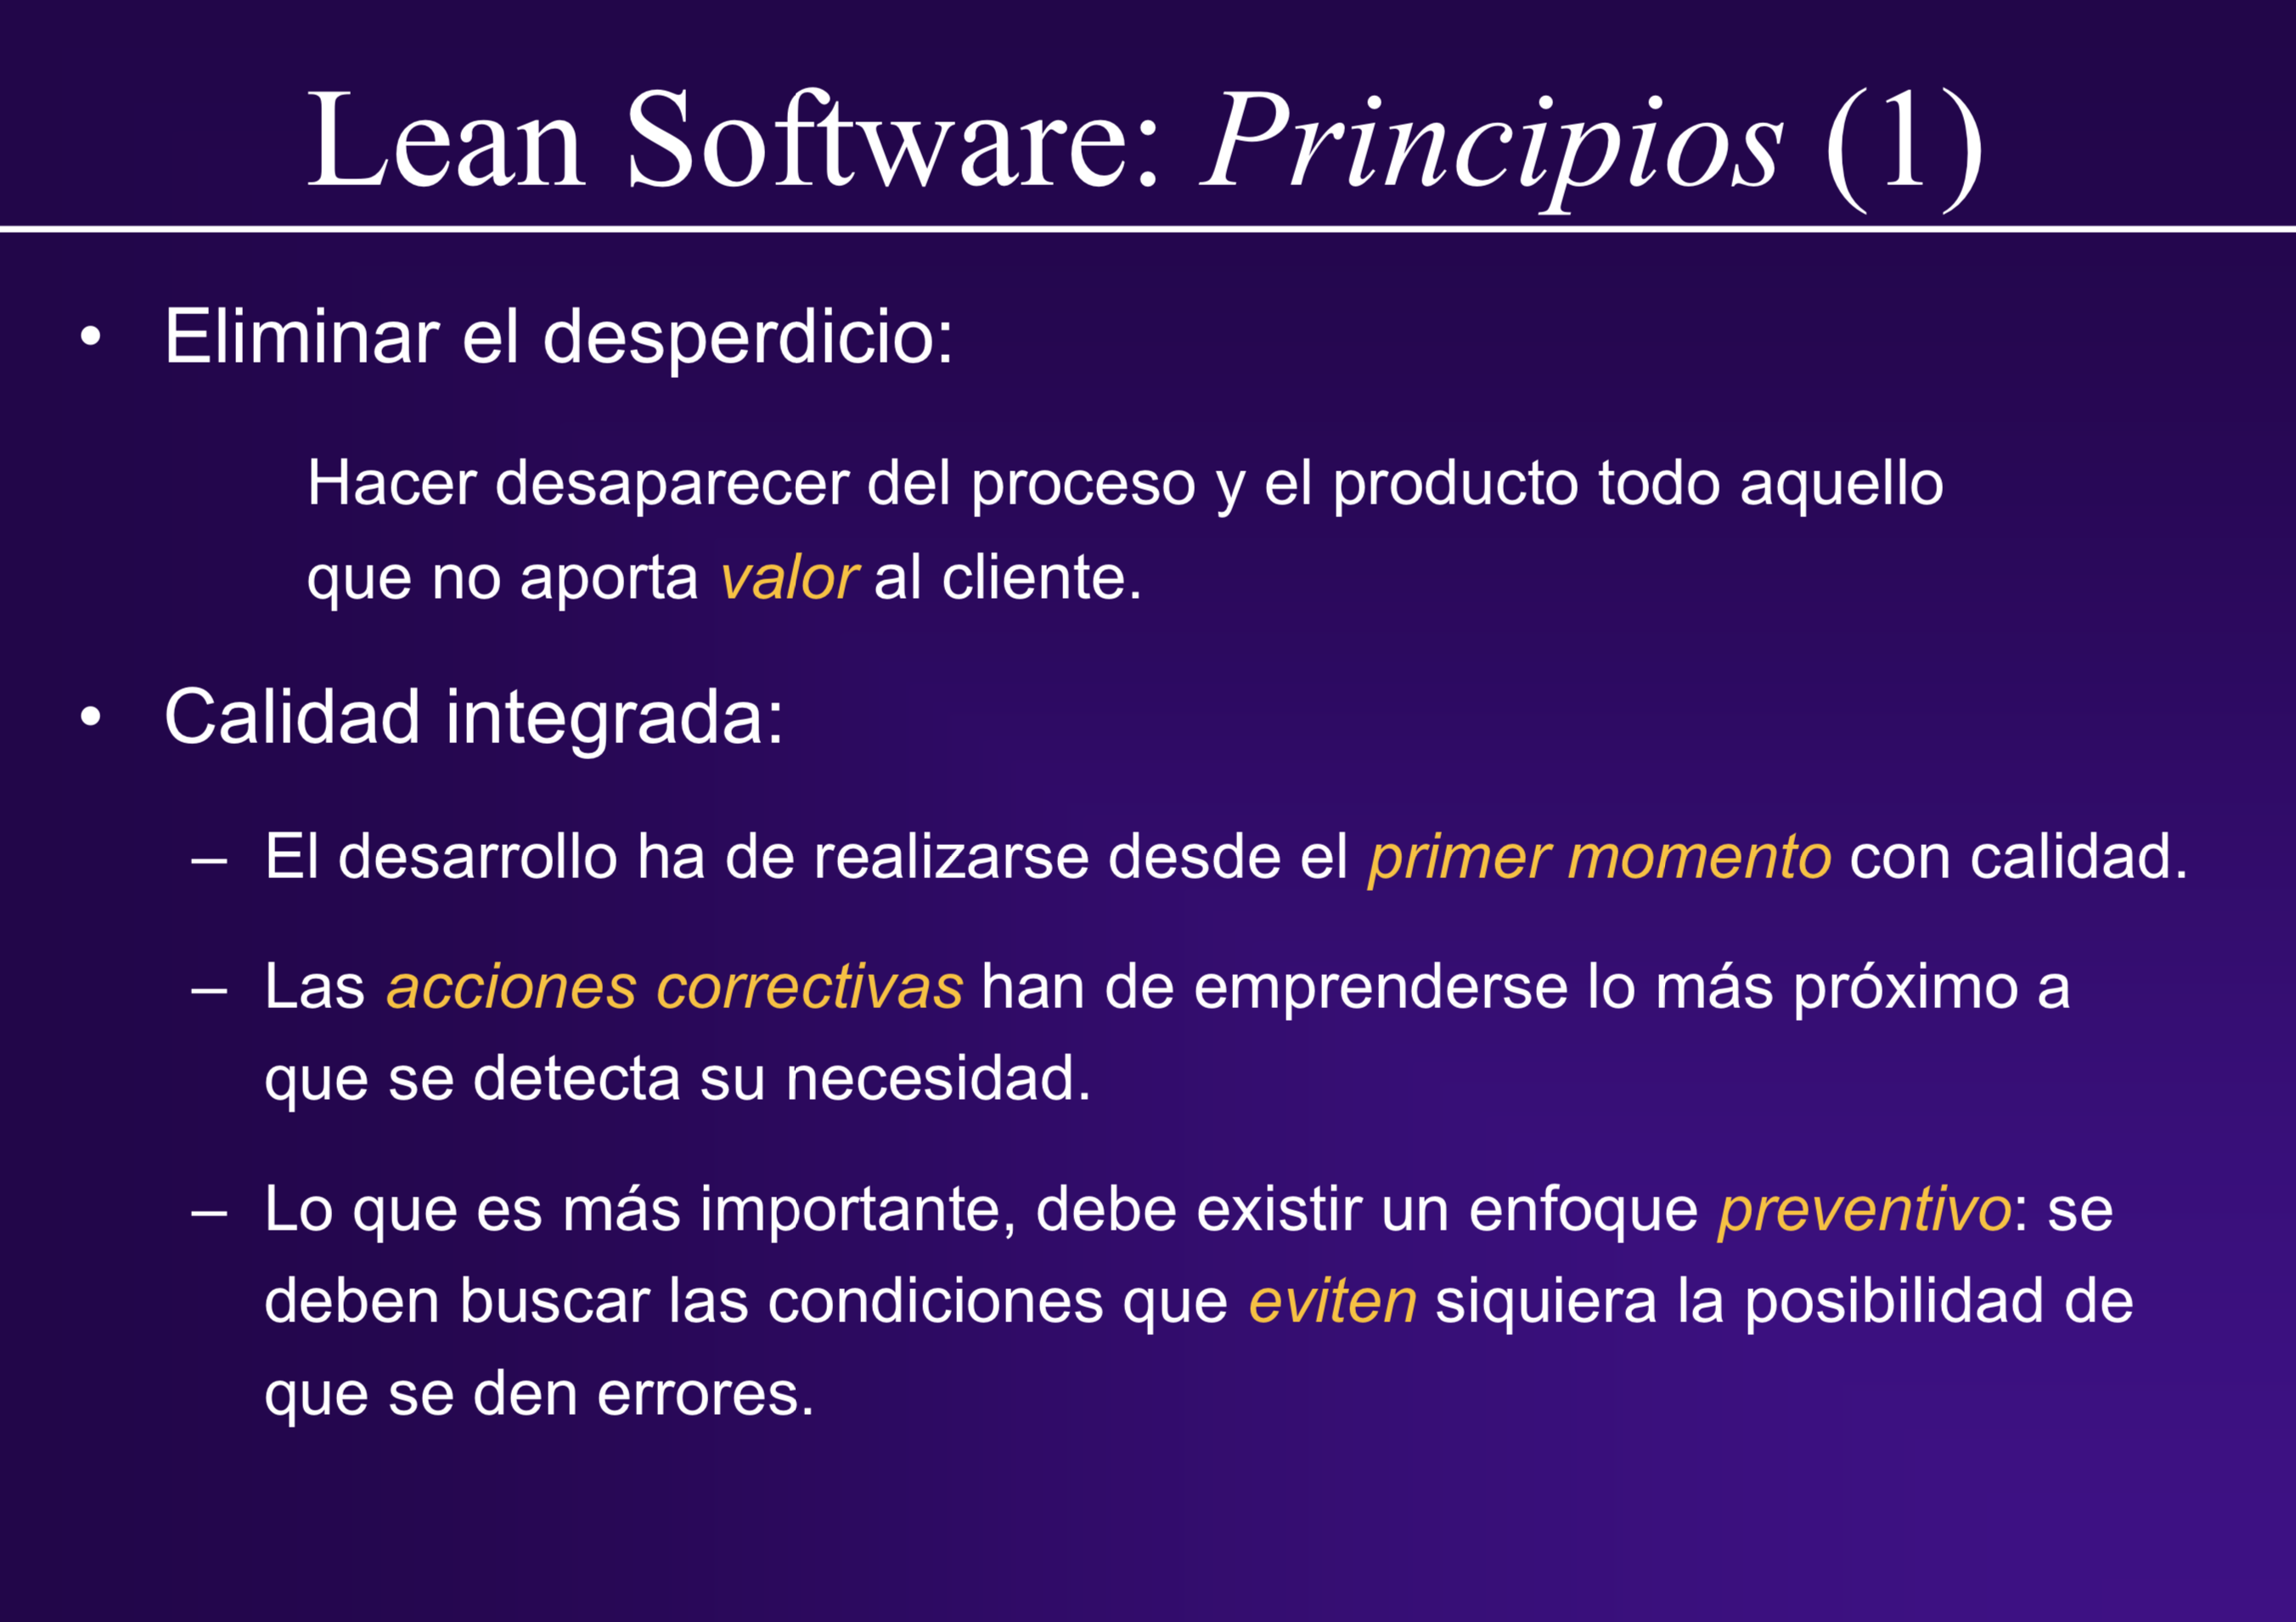 Lean Software: Principios (1)
• Eliminar el desperdicio:
Hacer desaparecer del proceso y el producto todo aquello
que no aporta valor al cliente.
• Calidad integrada:
– El desarrollo ha de realizarse desde el primer momento con calidad.
– Las acciones correctivas han de emprenderse lo más próximo a
que se detecta su necesidad.
– Lo que es más importante, debe existir un enfoque preventivo: se
deben buscar las condiciones que eviten siquiera la posibilidad de
que se den errores.